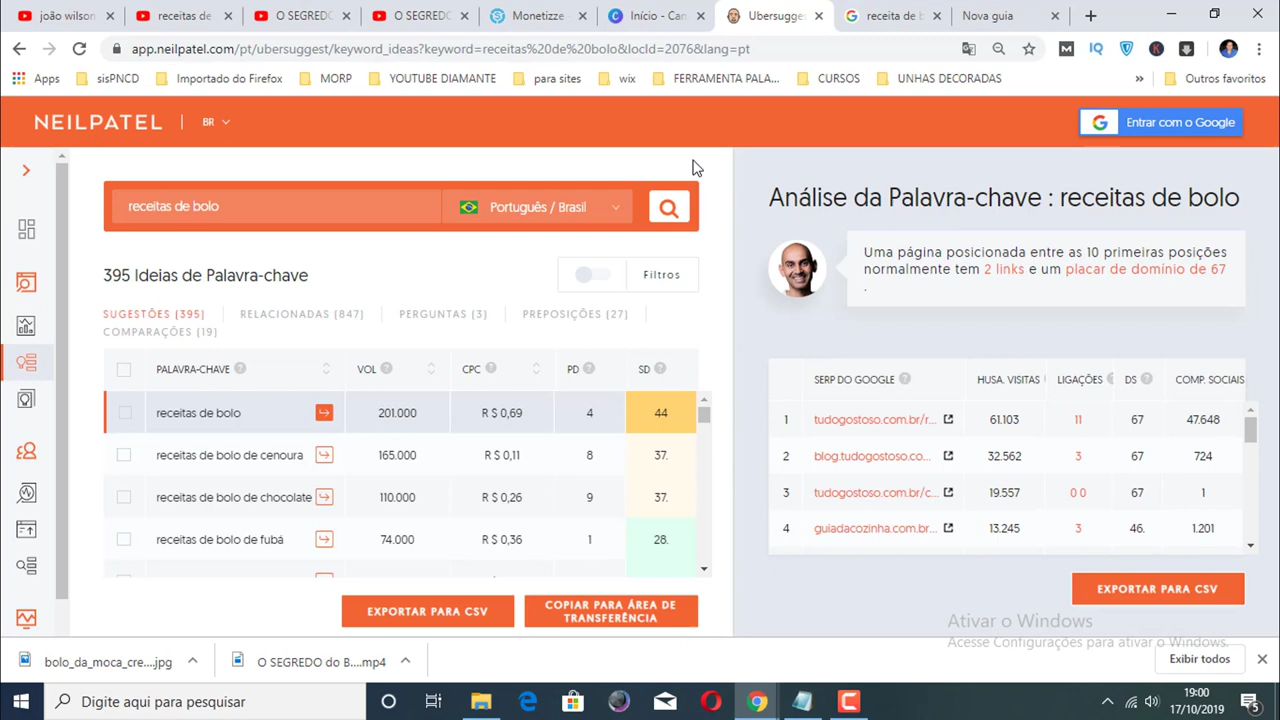 joão wilson
receitas de
O SEGREDO
O SEGREDO
Monetizze
Início - Can
Ubersugges
receita de b
Nova guia
app.neilpatel.com/pt/ubersuggest/keyword_ideas?keyword=receitas%20de%20bolo&locId=2076&lang=pt
Apps
sisPNCD
Importado do Firefox
MORP
YOUTUBE DIAMANTE
para sites
wix
FERRAMENTA PALA...
CURSOS
UNHAS DECORADAS
»
Outros favoritos
NEILPATEL
BR
Entrar com o Google
receitas de bolo
Português / Brasil
395 Ideias de Palavra-chave
Filtros
SUGESTÕES [395]
RELACIONADAS [847]
PERGUNTAS [3]
PREPOSIÇÕES [27]
COMPARAÇÕES [19]
PALAVRA-CHAVE VOL CPC PD SD
receitas de bolo 201.000 R $ 0,69 4 44
receitas de bolo de cenoura 165.000 R $ 0,11 8 37.
receitas de bolo de chocolate 110.000 R $ 0,26 9 37.
receitas de bolo de fubá 74.000 R $ 0,36 1 28.
EXPORTAR PARA CSV
COPIAR PARA ÁREA DE
TRANSFERÊNCIA
Análise da Palavra-chave : receitas de bolo
Uma página posicionada entre as 10 primeiras posições
normalmente tem 2 links e um placar de domínio de 67
.
SERP DO GOOGLE HUSA. VISITAS LIGAÇÕES DS COMP. SOCIAIS
1 tudogostoso.com.br/r... 61.103 11 67 47.648
2 blog.tudogostoso.co... 32.562 3 67 724
3 tudogostoso.com.br/c... 19.557 0 0 67 1
4 guiadacozinha.com.br... 13.245 3 46. 1.201
EXPORTAR PARA CSV
Ativar o Windows
Acesse Configurações para ativar o Windows.
bolo_da_moca_cre....jpg
O SEGREDO do B....mp4
Exibir todos
Digite aqui para pesquisar
19:00
17/10/2019
5